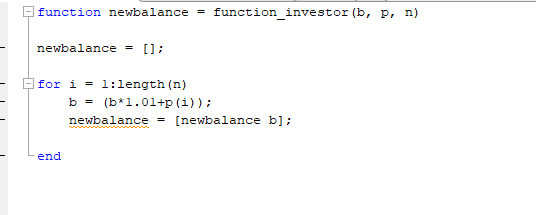 function newbalance = function_investor(b, p, n)
newbalance = [];
for i = 1:length(n)
b = (b*1.01+p(i));
newbalance = [newbalance b];
end